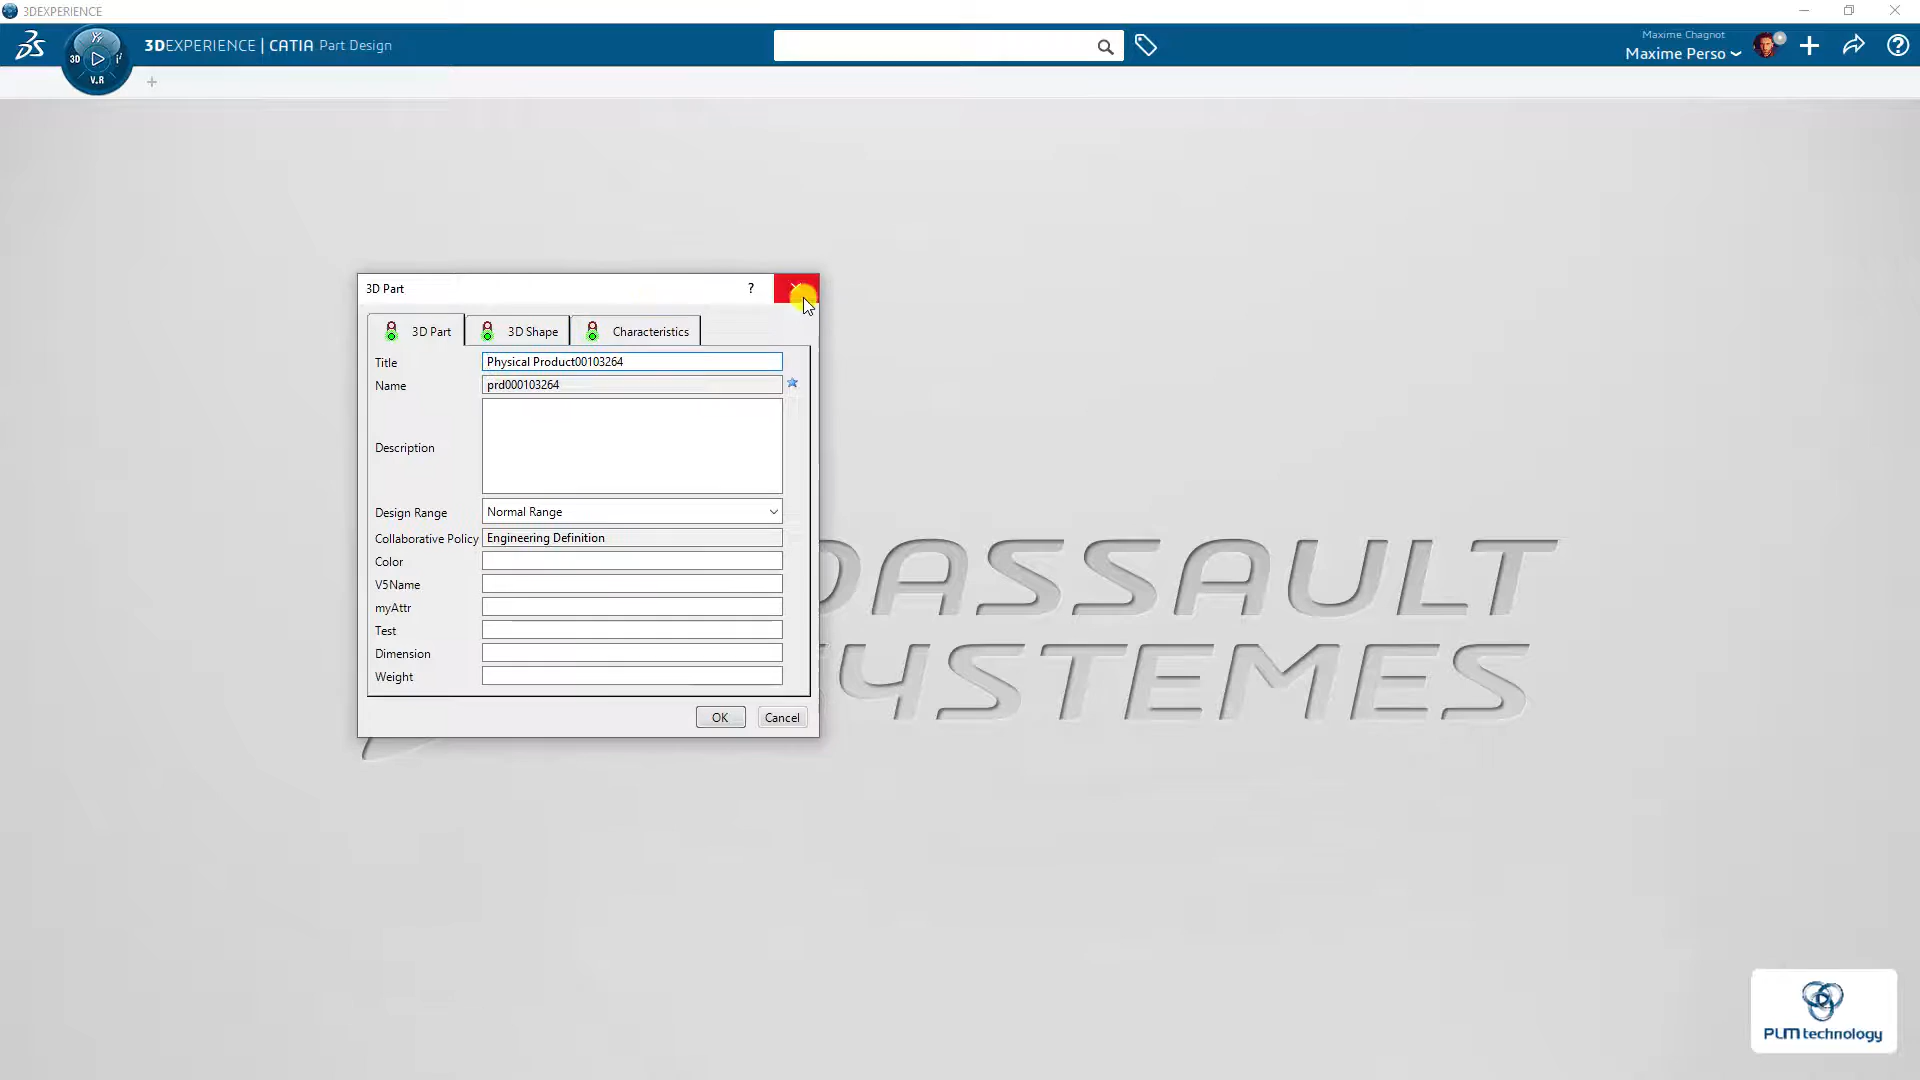 3DEXPERIENCE
3DEXPERIENCE | CATIA Part Design
Maxime Chagnot
Maxime Perso
3D
V.R
3D Part
?
3D Part
3D Shape
Characteristics
Title
Physical Product00103264
Name
prd000103264
Description
Design Range
Normal Range
Collaborative Policy
Engineering Definition
Color
V5Name
myAttr
Test
Dimension
Weight
OK
Cancel
DASSAULT
SYSTEMES
PLM technology